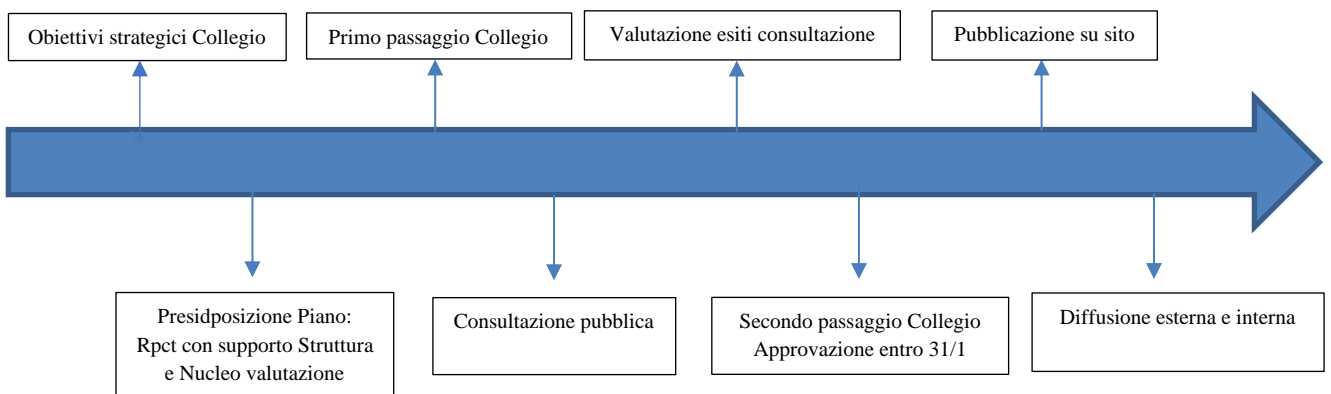 Obiettivi strategici Collegio
Primo passaggio Collegio
Valutazione esiti consultazione
Pubblicazione su sito
Presidposizione Piano:
Rpct con supporto Struttura
e Nucleo valutazione
Consultazione pubblica
Secondo passaggio Collegio
Approvazione entro 31/1
Diffusione esterna e interna